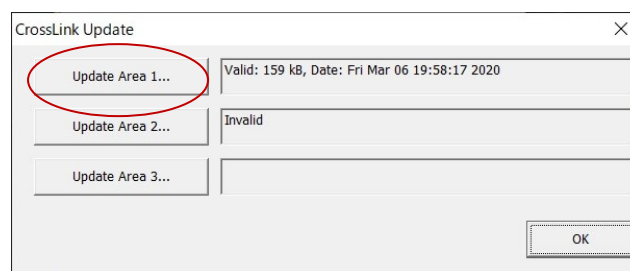 CrossLink Update
Update Area 1... Valid: 159 kB, Date: Fri Mar 06 19:58:17 2020
Update Area 2... Invalid
Update Area 3...
OK